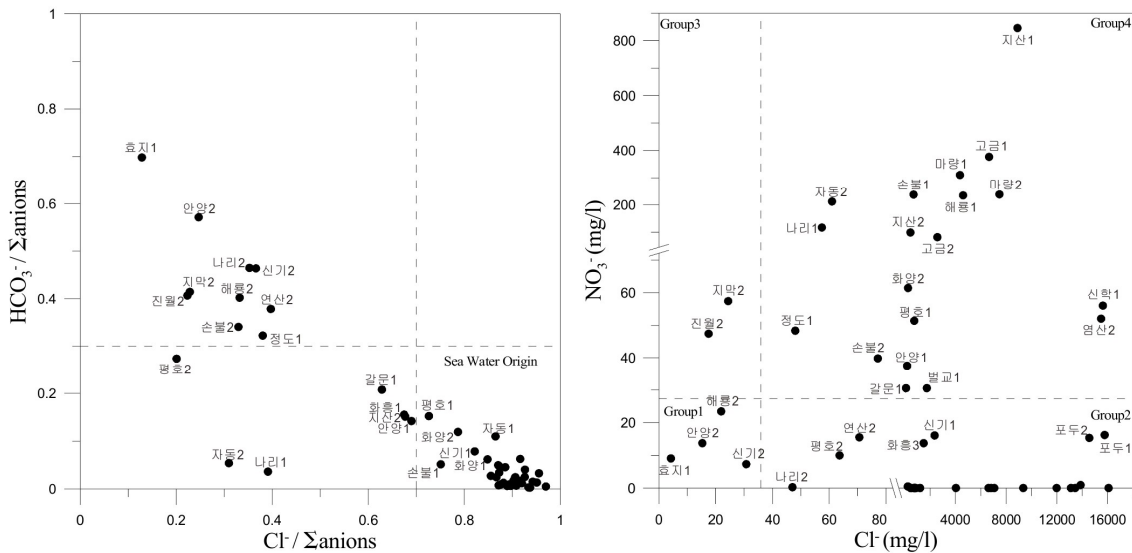 1
0.8
0.6
0.4
0.2
0
0
0.2
0.4
0.6
0.8
1
HCO3-/ Σanions
Cl-/ Σanions
효지1
안양2
나리2
신기2
지막2
진월2
해룡2
연산2
손불2
정도1
평호2
Sea Water Origin
갈문1
화흥1
지산2
안양1
평호1
화양2
자동1
신기1
화양1
손불1
자동2
나리1
Group3
Group4
800
600
400
200
60
40
20
0
0
20
40
60
80
4000
8000
12000
16000
NO3- (mg/l)
Cl- (mg/l)
지산1
고금1
마량1
마량2
손불1
해룡1
자동2
나리1
지산2
고금2
화양2
지막2
진월2
정도1
평호1
신학1
염산2
손불2
안양1
갈문1
벌교1
해룡2
Group1
Group2
안양2
효지1
신기2
연산2
평호2
나리2
화흥3
신기1
포두2
포두1